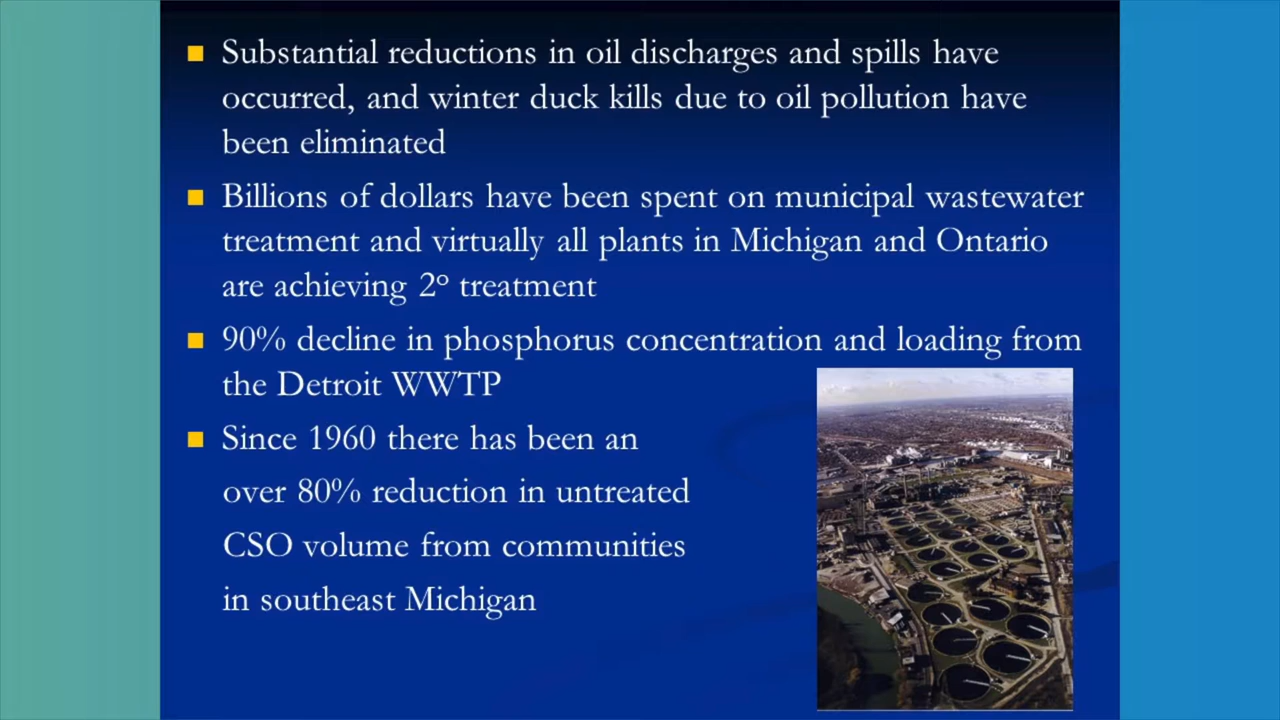 Substantial reductions in oil discharges and spills have
occurred, and winter duck kills due to oil pollution have
been eliminated
Billions of dollars have been spent on municipal wastewater
treatment and virtually all plants in Michigan and Ontario
are achieving 2° treatment
90% decline in phosphorus concentration and loading from
the Detroit WWTP
Since 1960 there has been an
over 80% reduction in untreated
CSO volume from communities
in southeast Michigan